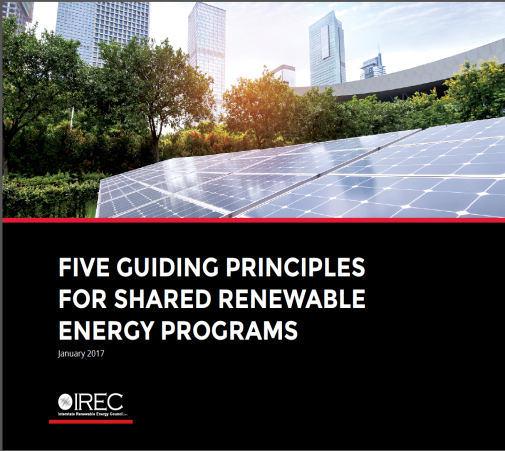 FIVE GUIDING PRINCIPLES
FOR SHARED RENEWABLE
ENERGY PROGRAMS
January 2017
IREC
Interstate Renewable Energy Council